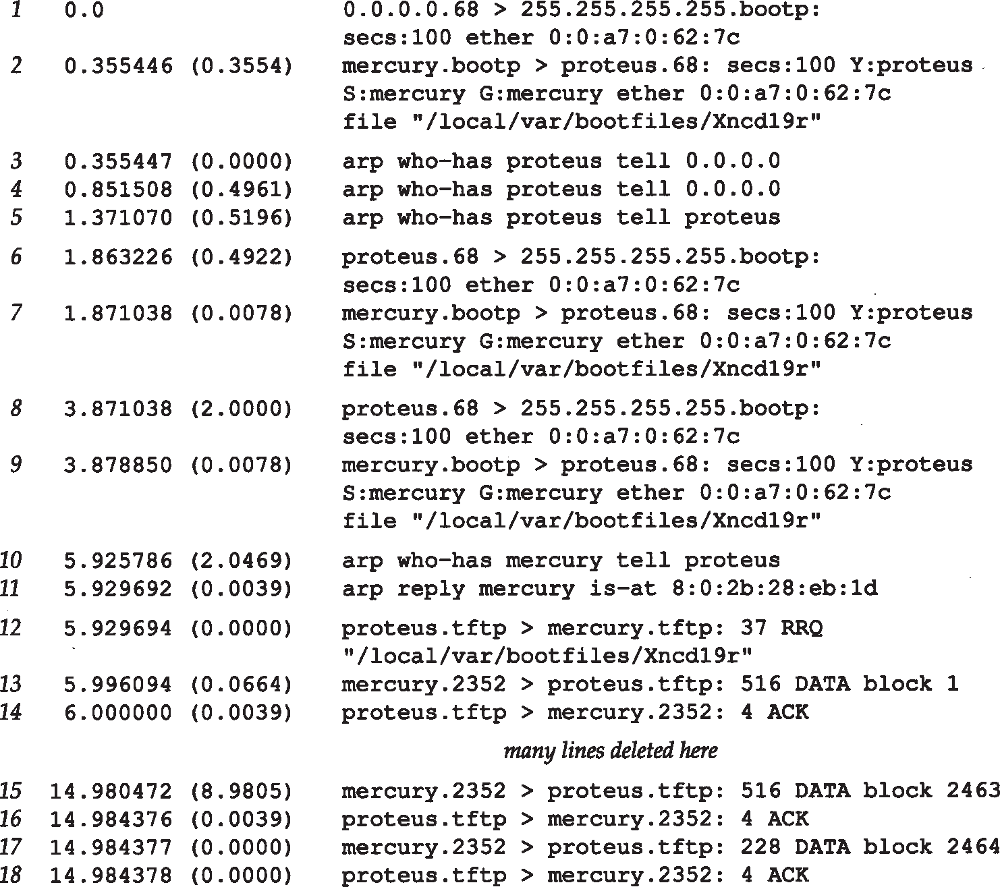 1 0.0 0.0.0.0.68 > 255.255.255.255.bootp:
secs:100 ether 0:0:a7:0:62:7c
2 0.355446 (0.3554) mercury.bootp > proteus.68: secs:100 Y:proteus
S:mercury G:mercury ether 0:0:a7:0:62:7c
file "/local/var/bootfiles/Xncd19r"
3 0.355447 (0.0000) arp who-has proteus tell 0.0.0.0
4 0.851508 (0.4961) arp who-has proteus tell 0.0.0.0
5 1.371070 (0.5196) arp who-has proteus tell proteus
6 1.863226 (0.4922) proteus.68 > 255.255.255.255.bootp:
secs:100 ether 0:0:a7:0:62:7c
7 1.871038 (0.0078) mercury.bootp > proteus.68: secs:100 Y:proteus
S:mercury G:mercury ether 0:0:a7:0:62:7c
file "/local/var/bootfiles/Xncd19r"
8 3.871038 (2.0000) proteus.68 > 255.255.255.255.bootp:
secs:100 ether 0:0:a7:0:62:7c
9 3.878850 (0.0078) mercury.bootp > proteus.68: secs:100 Y:proteus
S:mercury G:mercury ether 0:0:a7:0:62:7c
file "/local/var/bootfiles/Xncd19r"
10 5.925786 (2.0469) arp who-has mercury tell proteus
11 5.929692 (0.0039) arp reply mercury is-at 8:0:2b:28:eb:1d
12 5.929694 (0.0000) proteus.tftp > mercury.tftp: 37 RRQ
"/local/var/bootfiles/Xncd19r"
13 5.996094 (0.0664) mercury.2352 > proteus.tftp: 516 DATA block 1
14 6.000000 (0.0039) proteus.tftp > mercury.2352: 4 ACK
many lines deleted here
15 14.980472 (8.9805) mercury.2352 > proteus.tftp: 516 DATA block 2463
16 14.984376 (0.0039) proteus.tftp > mercury.2352: 4 ACK
17 14.984377 (0.0000) mercury.2352 > proteus.tftp: 228 DATA block 2464
18 14.984378 (0.0000) proteus.tftp > mercury.2352: 4 ACK